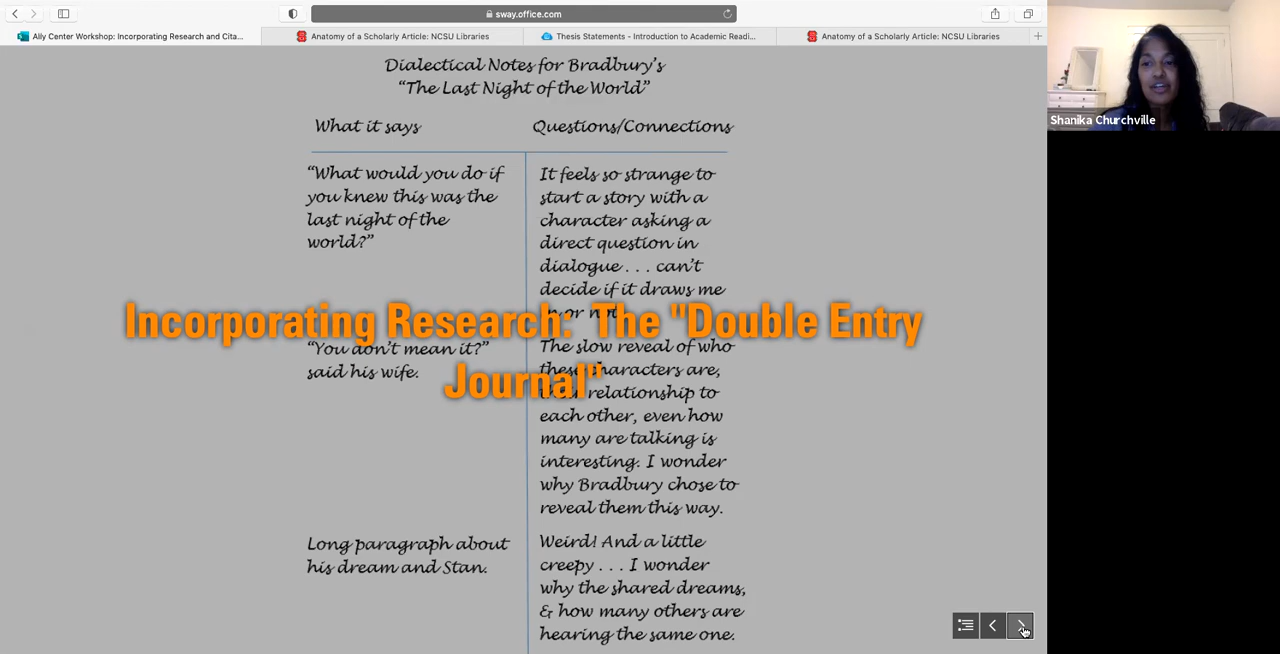 sway.office.com
Ally Center Workshop: Incorporating Research and Cita...
Anatomy of a Scholarly Article: NCSU Libraries
Thesis Statements - Introduction to Academic Readi...
Anatomy of a Scholarly Article: NCSU Libraries
Shanika Churchville
Dialectical Notes for Bradbury's
"The Last Night of the World"
What it says
Questions/Connections
"What would you do if
you knew this was the
last night of the
world?"
It feels so strange to
start a story with a
character asking a
direct question in
dialogue . . . can't
decide if it draws me
in or not.
Incorporating Research: The "Double Entry
Journal"
"You don't mean it?"
said his wife.
The slow reveal of who
these characters are,
their relationship to
each other, even how
many are talking is
interesting. I wonder
why Bradbury chose to
reveal them this way.
Long paragraph about
his dream and Stan.
Weird! And a little
creepy . . . I wonder
why the shared dreams,
& how many others are
hearing the same one.